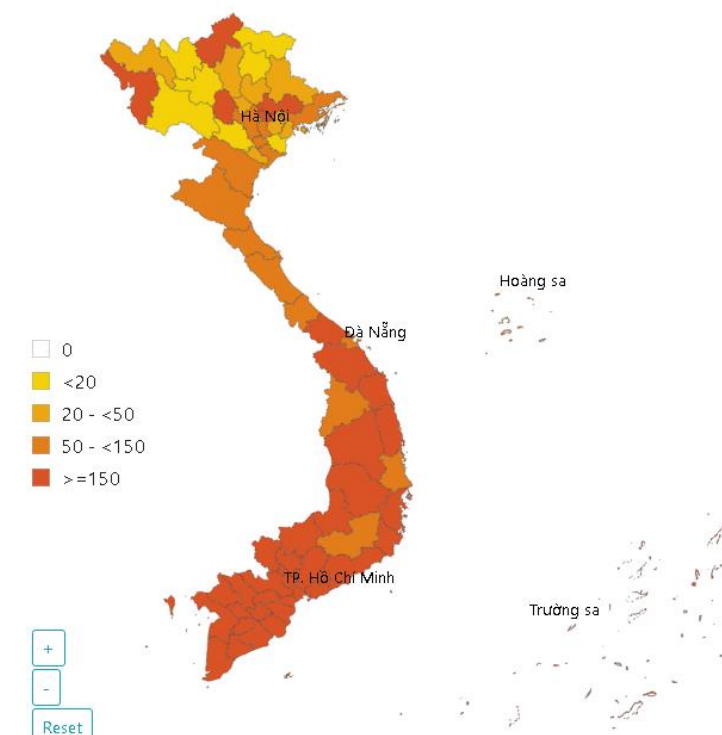 Hà Nội
Hoàng sa
Đà Nẵng
0
<20
20 - <50
50 - <150
>=150
TP. Hồ Chí Minh
Trường sa
+
-
Reset